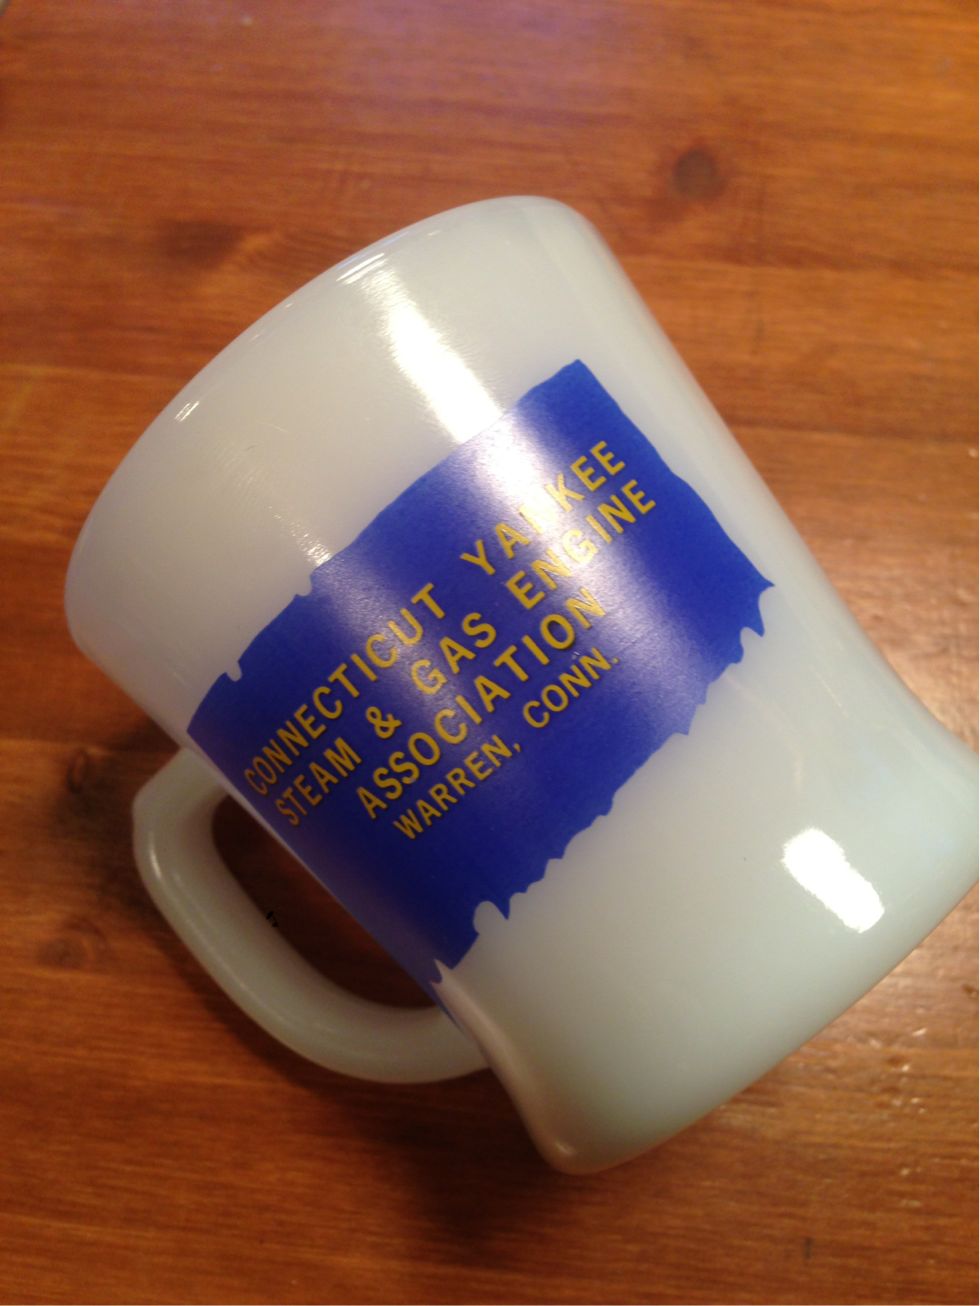 CONNECTICUT YANKEE
STEAM & GAS ENGINE
ASSOCIATION
WARREN, CONN.